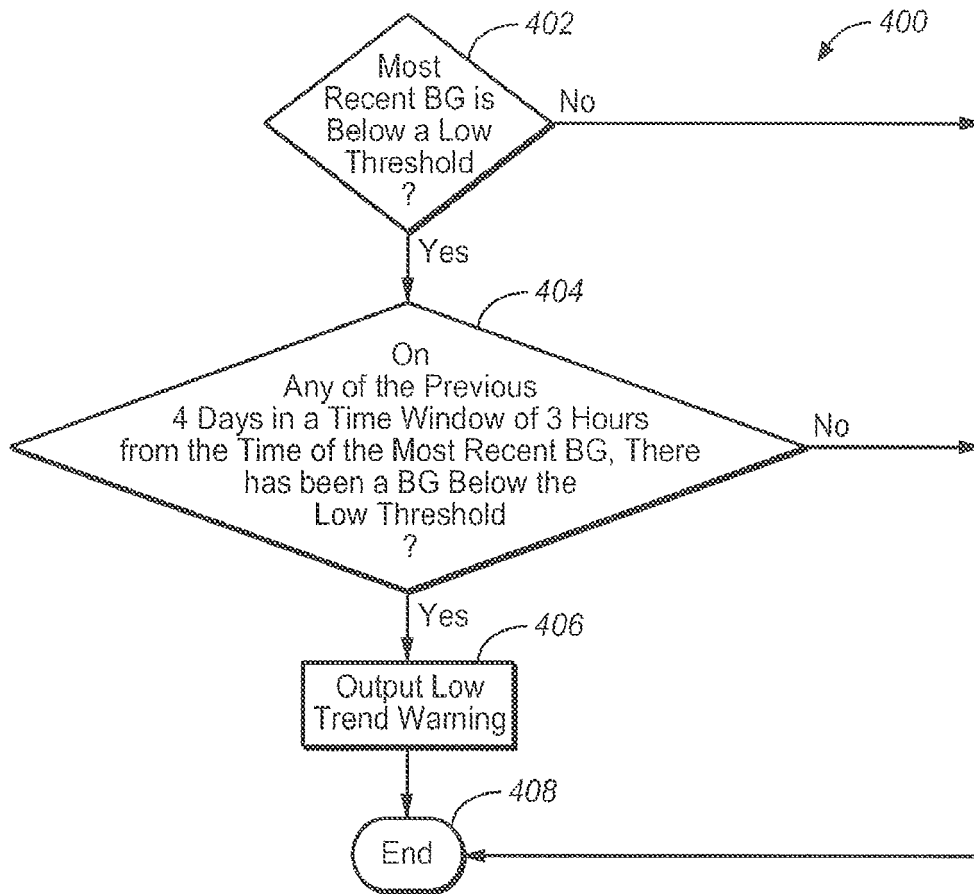 402
400
Most
Recent BG is
Below a Low
Threshold
?
No
Yes
404
On
Any of the Previous
4 Days in a Time Window of 3 Hours
from the Time of the Most Recent BG, There
has been a BG Below the
Low Threshold
?
No
Yes
406
Output Low
Trend Warning
408
End